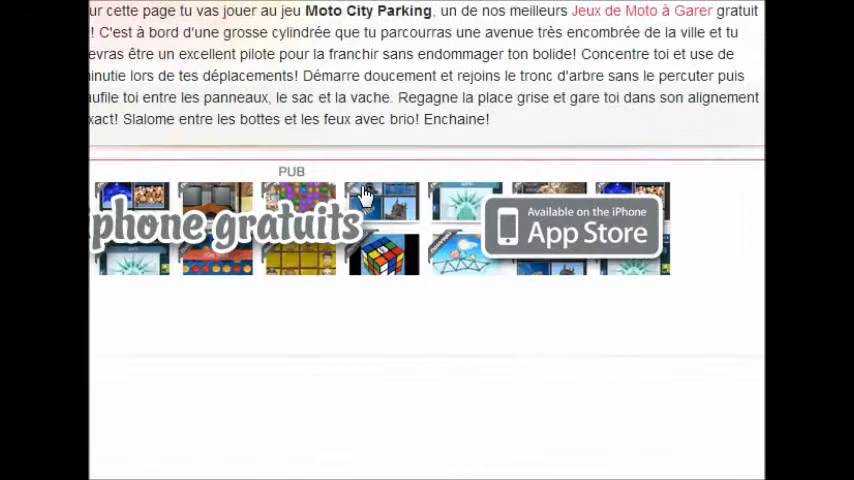 ur cette page tu vas jouer au jeu Moto City Parking, un de nos meilleurs Jeux de Moto à Garer gratuit
! C'est à bord d'une grosse cylindrée que tu parcourras une avenue très encombrée de la ville et tu
evras être un excellent pilote pour la franchir sans endommager ton bolide! Concentre toi et use de
inutie lors de tes déplacements! Démarre doucement et rejoins le tronc d'arbre sans le percuter puis
aufile toi entre les panneaux, le sac et la vache. Regagne la place grise et gare toi dans son alignement
xact! Slalome entre les bottes et les feux avec brio! Enchaine!
PUB
phone gratuits
Available on the iPhone
App Store